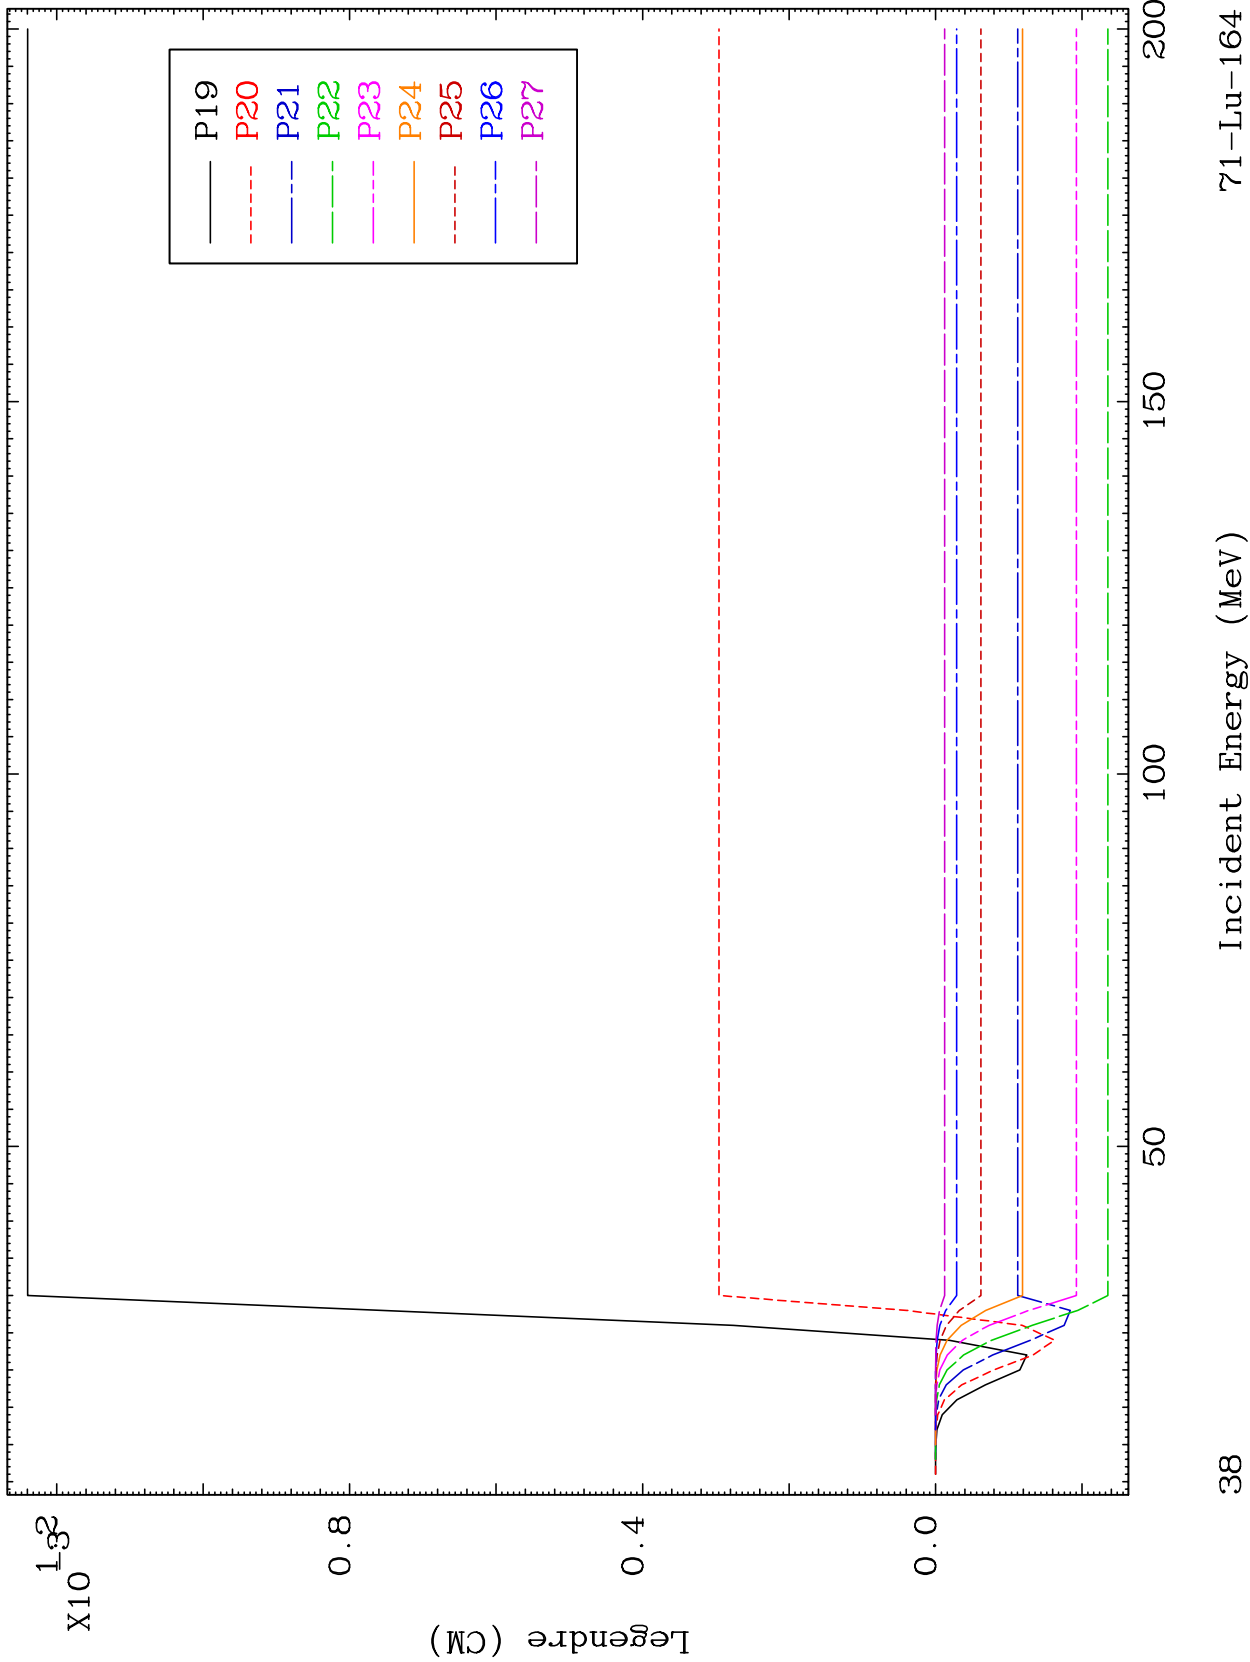 X10
-3
1.2
0.8
0.4
0.0
Legendre (CM)
P19
P20
P21
P22
P23
P24
P25
P26
P27
50
100
150
200
38
Incident Energy (MeV)
71-Lu-164